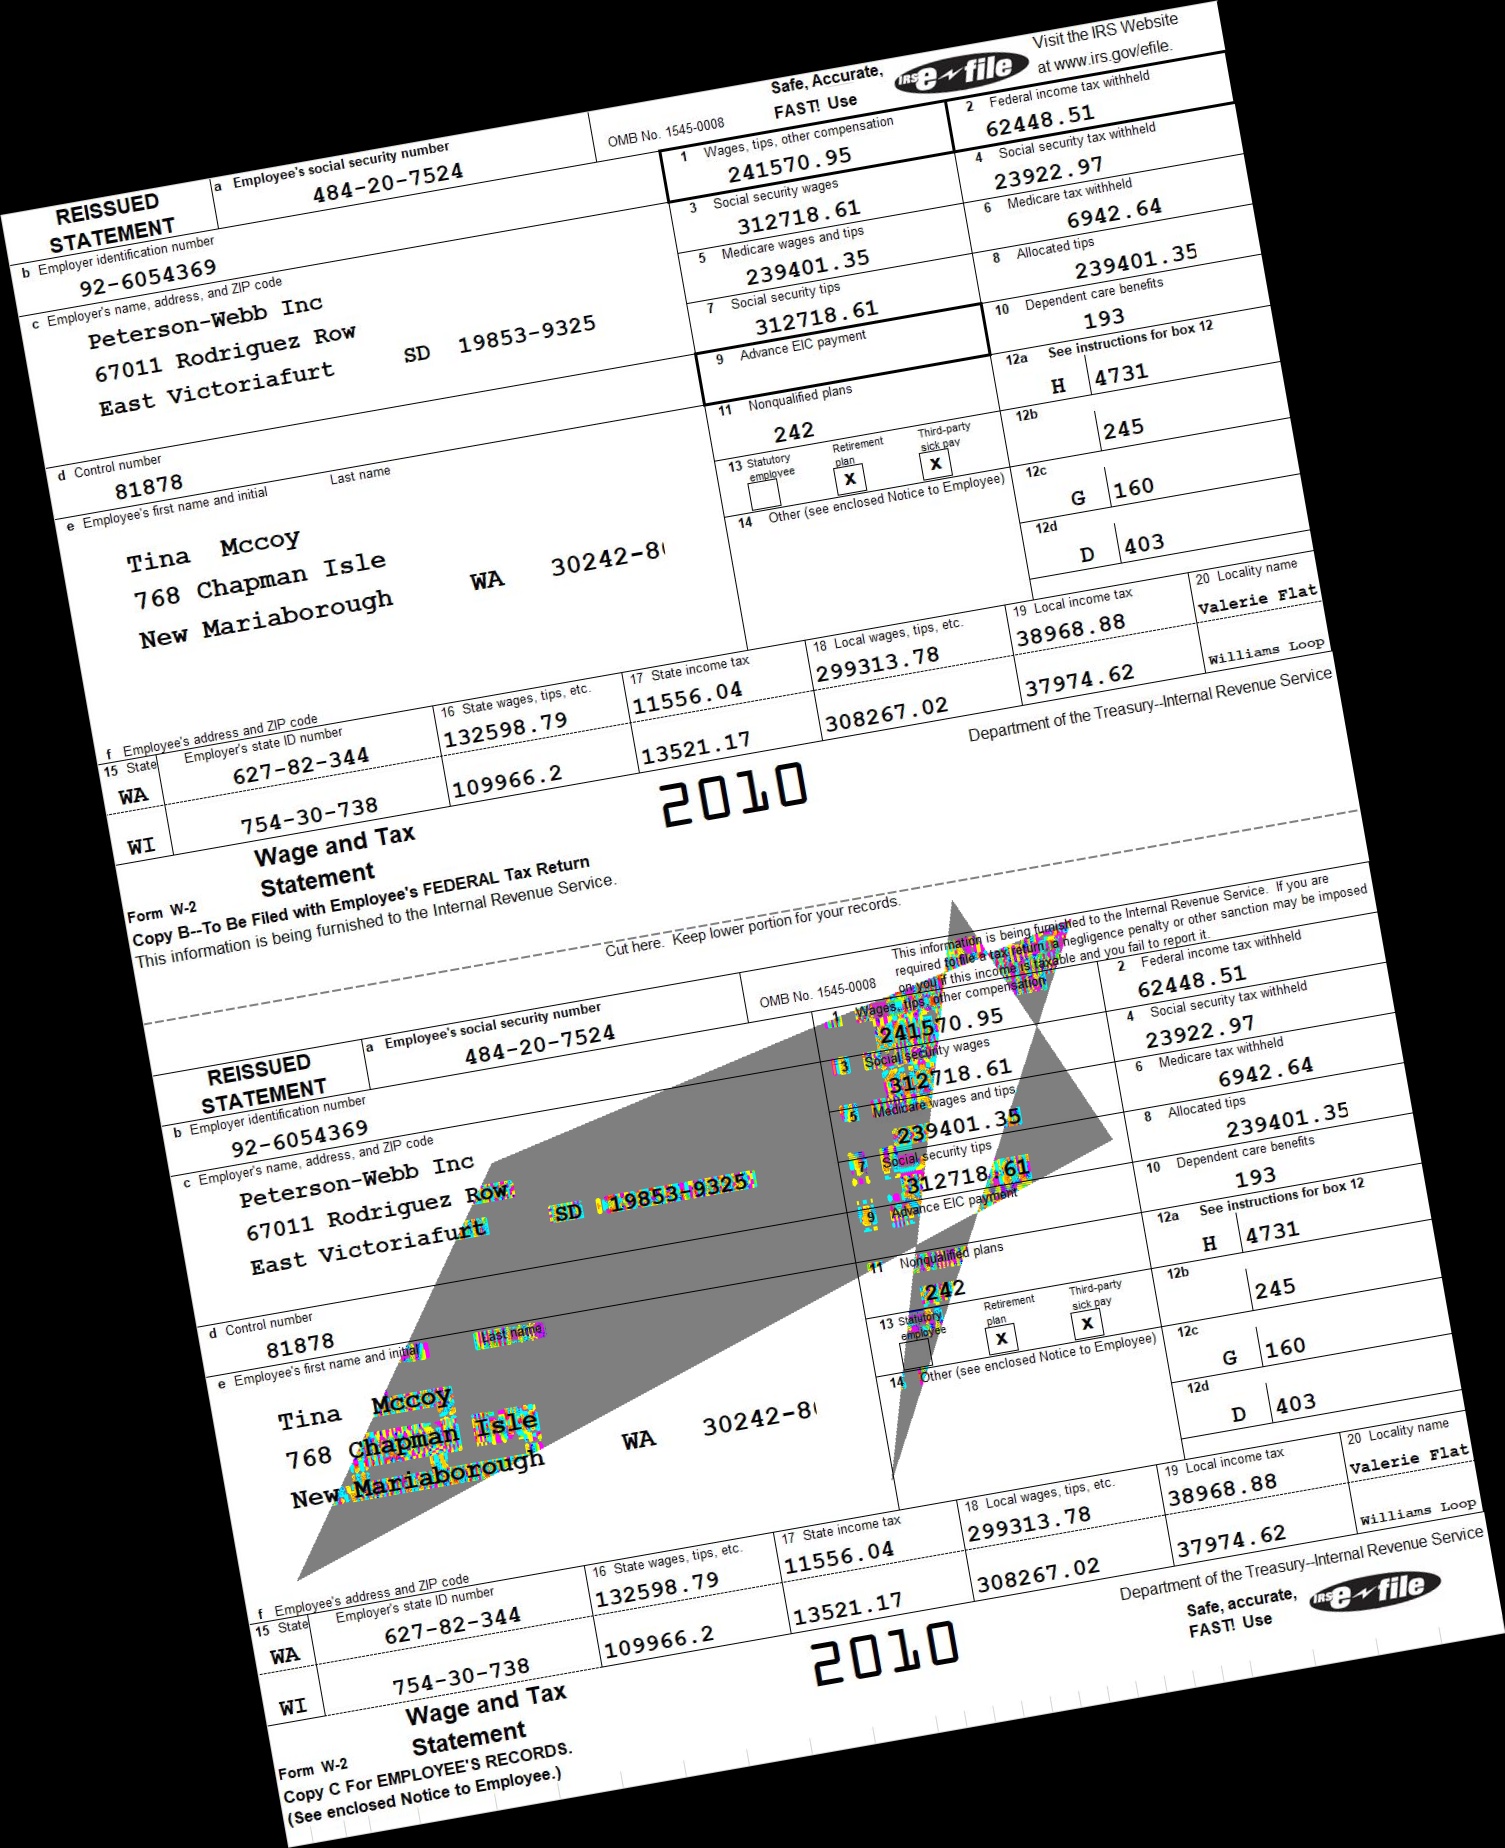 Safe, Accurate,
FAST! Use
IRS e-file
Visit the IRS Website
at www.irs.gov/efile.
REISSUED
STATEMENT
a Employee's social security number
484-20-7524
OMB No. 1545-0008
1 Wages, tips, other compensation
241570.95
2 Federal income tax withheld
62448.51
b Employer identification number
92-6054369
3 Social security wages
312718.61
4 Social security tax withheld
23922.97
c Employer's name, address, and ZIP code
Peterson-Webb Inc
67011 Rodriguez Row
East Victoriafurt SD 19853-9325
5 Medicare wages and tips
239401.35
6 Medicare tax withheld
6942.64
7 Social security tips
312718.61
8 Allocated tips
239401.35
9 Advance EIC payment
10 Dependent care benefits
193
d Control number
81878
11 Nonqualified plans
242
12a See instructions for box 12
H 4731
12b
245
12c
G 160
12d
D 403
13 Statutory employee
Retirement plan
X
Third-party sick pay
X
14 Other (see enclosed Notice to Employee)
e Employee's first name and initial Last name
Tina Mccoy
768 Chapman Isle
New Mariaborough WA 30242-8
f Employee's address and ZIP code
15 State Employer's state ID number
WA 627-82-344
WI 754-30-738
16 State wages, tips, etc.
132598.79
109966.2
17 State income tax
11556.04
13521.17
18 Local wages, tips, etc.
299313.78
308267.02
19 Local income tax
38968.88
37974.62
20 Locality name
Valerie Flat
Williams Loop
Form W-2
Wage and Tax
Statement
2010
Department of the Treasury--Internal Revenue Service
Copy B--To Be Filed with Employee's FEDERAL Tax Return
This information is being furnished to the Internal Revenue Service.
Cut here. Keep lower portion for your records.
This information is being furnished to the Internal Revenue Service. If you are
required to file a tax return, a negligence penalty or other sanction may be imposed
on you if this income is taxable and you fail to report it.
REISSUED
STATEMENT
a Employee's social security number
484-20-7524
OMB No. 1545-0008
1 Wages, tips, other compensation
241570.95
2 Federal income tax withheld
62448.51
b Employer identification number
92-6054369
3 Social security wages
312718.61
4 Social security tax withheld
23922.97
c Employer's name, address, and ZIP code
Peterson-Webb Inc
67011 Rodriguez Row
East Victoriafurt SD 19853-9325
5 Medicare wages and tips
239401.35
6 Medicare tax withheld
6942.64
7 Social security tips
312718.61
8 Allocated tips
239401.35
9 Advance EIC payment
10 Dependent care benefits
193
d Control number
81878
11 Nonqualified plans
242
12a See instructions for box 12
H 4731
12b
245
12c
G 160
12d
D 403
13 Statutory employee
Retirement plan
X
Third-party sick pay
X
14 Other (see enclosed Notice to Employee)
e Employee's first name and initial Last name
Tina Mccoy
768 Chapman Isle
New Mariaborough WA 30242-8
f Employee's address and ZIP code
15 State Employer's state ID number
WA 627-82-344
WI 754-30-738
16 State wages, tips, etc.
132598.79
109966.2
17 State income tax
11556.04
13521.17
18 Local wages, tips, etc.
299313.78
308267.02
19 Local income tax
38968.88
37974.62
20 Locality name
Valerie Flat
Williams Loop
Form W-2
Wage and Tax
Statement
2010
Department of the Treasury--Internal Revenue Service
Safe, accurate,
FAST! Use
IRS e-file
Copy C For EMPLOYEE'S RECORDS.
(See enclosed Notice to Employee.)